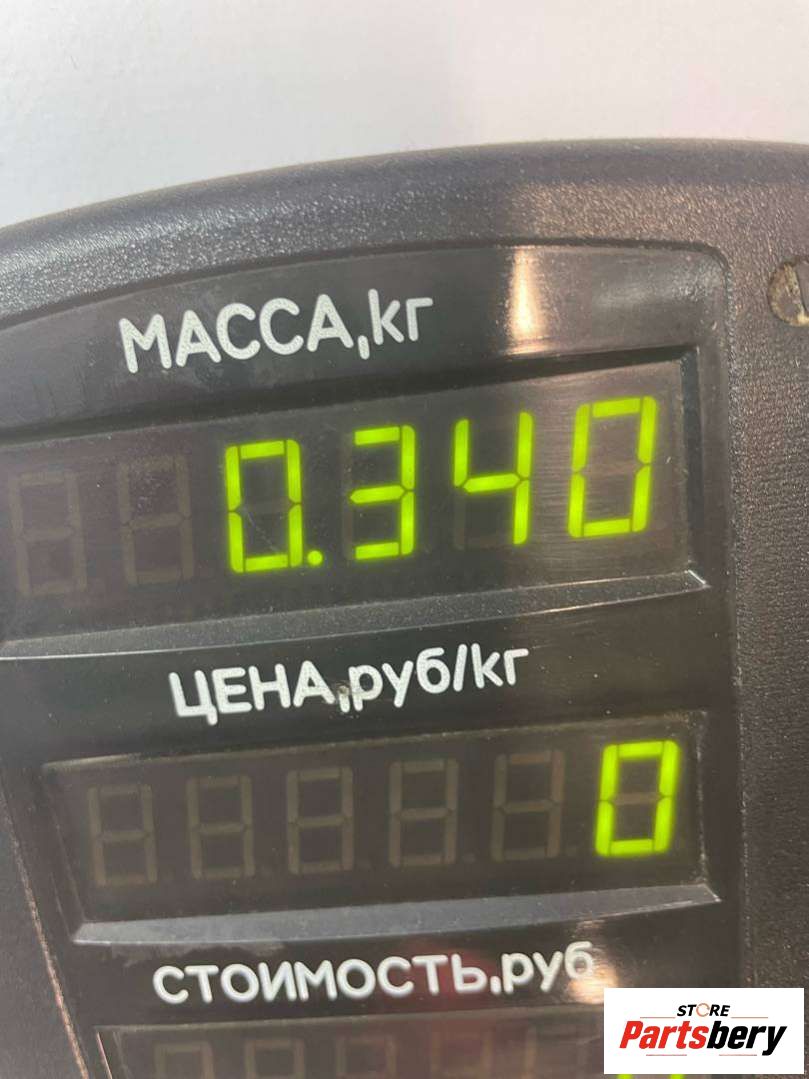 МАССА,кг
0.340
ЦЕНА,руб/кг
0
СТОИМОСТЬ,руб
STORE
Partsbery